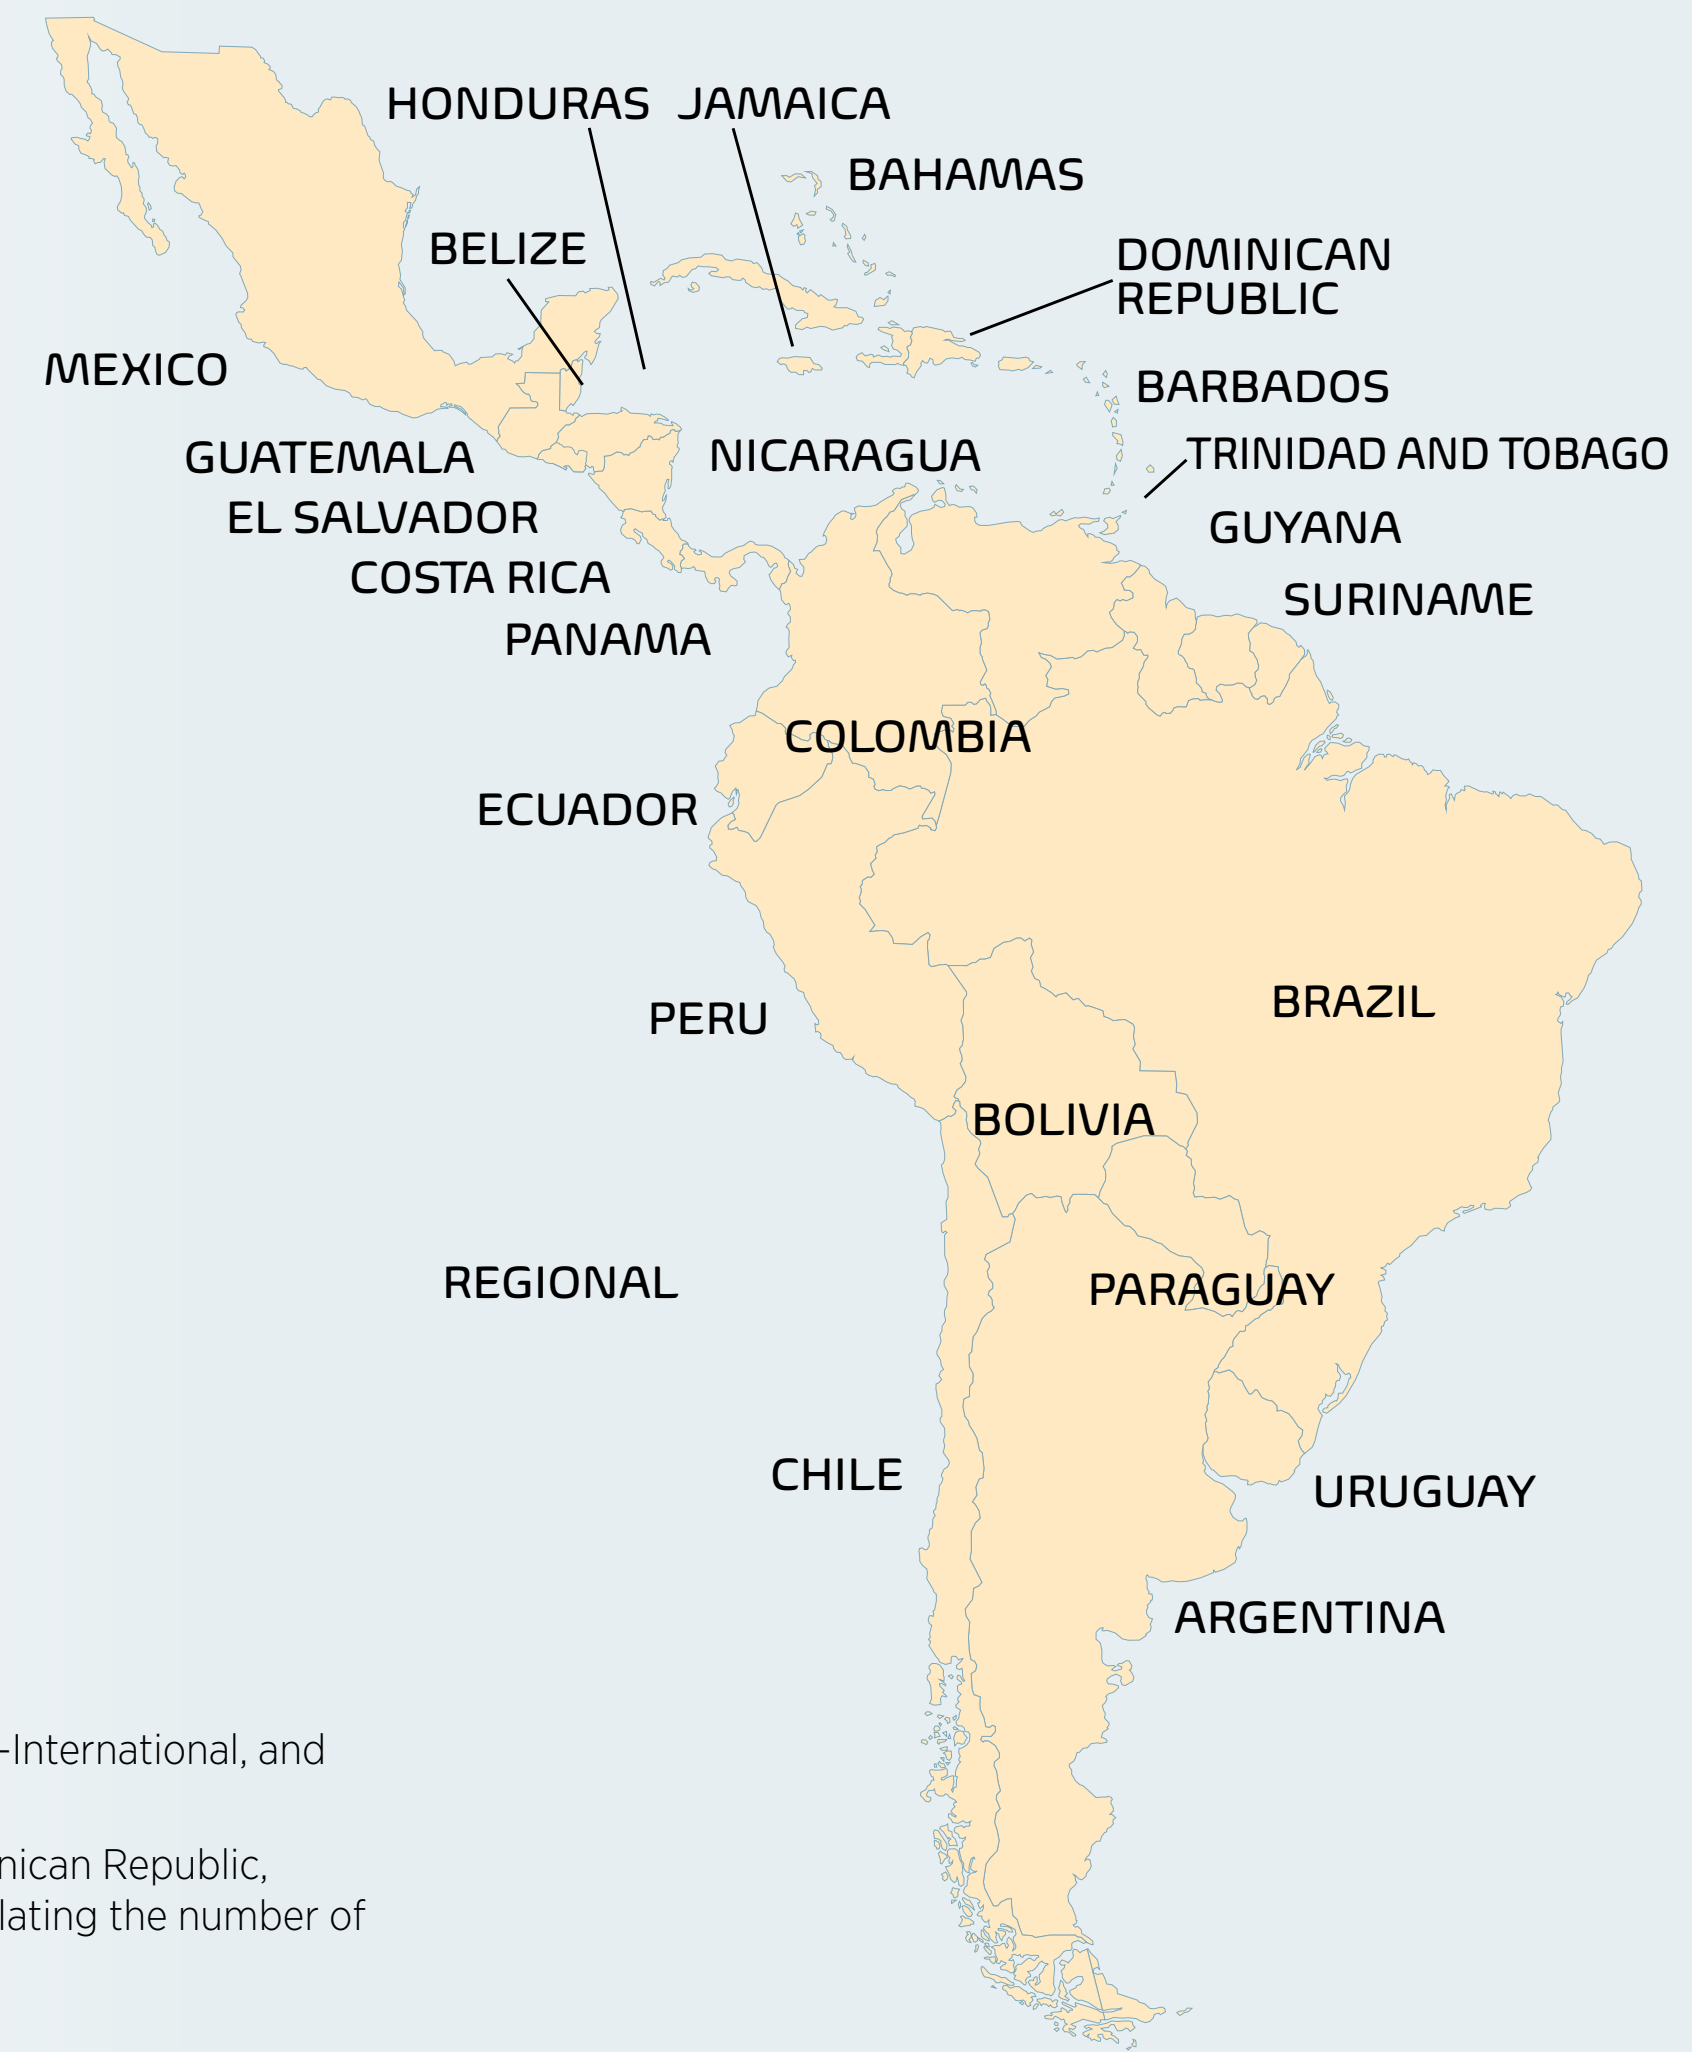 HONDURAS
JAMAICA
BAHAMAS
BELIZE
DOMINICAN
REPUBLIC
MEXICO
BARBADOS
GUATEMALA
NICARAGUA
TRINIDAD AND TOBAGO
EL SALVADOR
GUYANA
COSTA RICA
SURINAME
PANAMA
COLOMBIA
ECUADOR
BRAZIL
PERU
BOLIVIA
REGIONAL
PARAGUAY
CHILE
URUGUAY
ARGENTINA
-International, and
nican Republic,
lating the number of